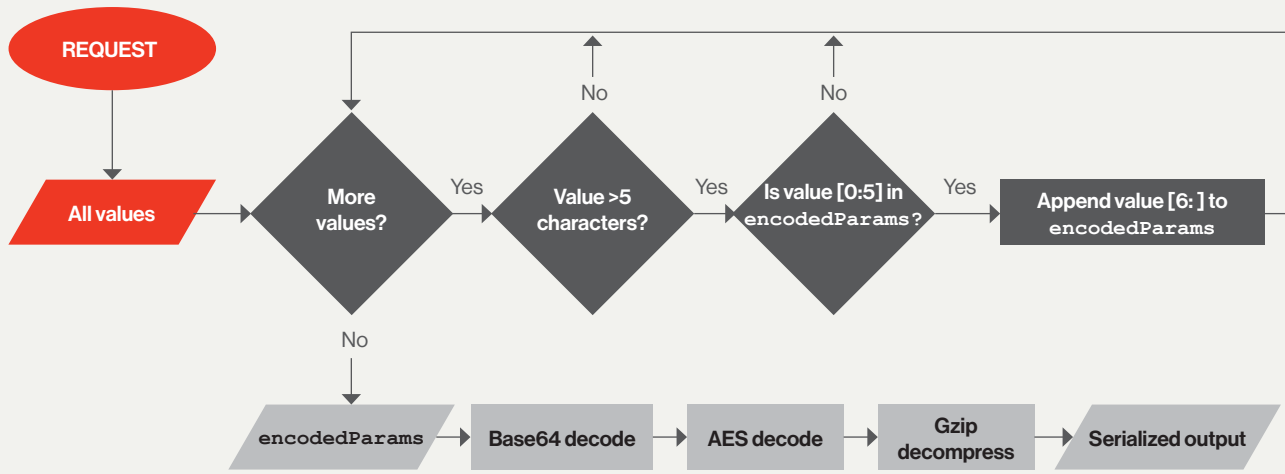 REQUEST
No
No
All values
More
values?
Yes
Value >5
characters?
Yes
Is value [0:5] in
encodedParams?
Yes
Append value [6: ] to
encodedParams
No
encodedParams
Base64 decode
AES decode
Gzip
decompress
Serialized output